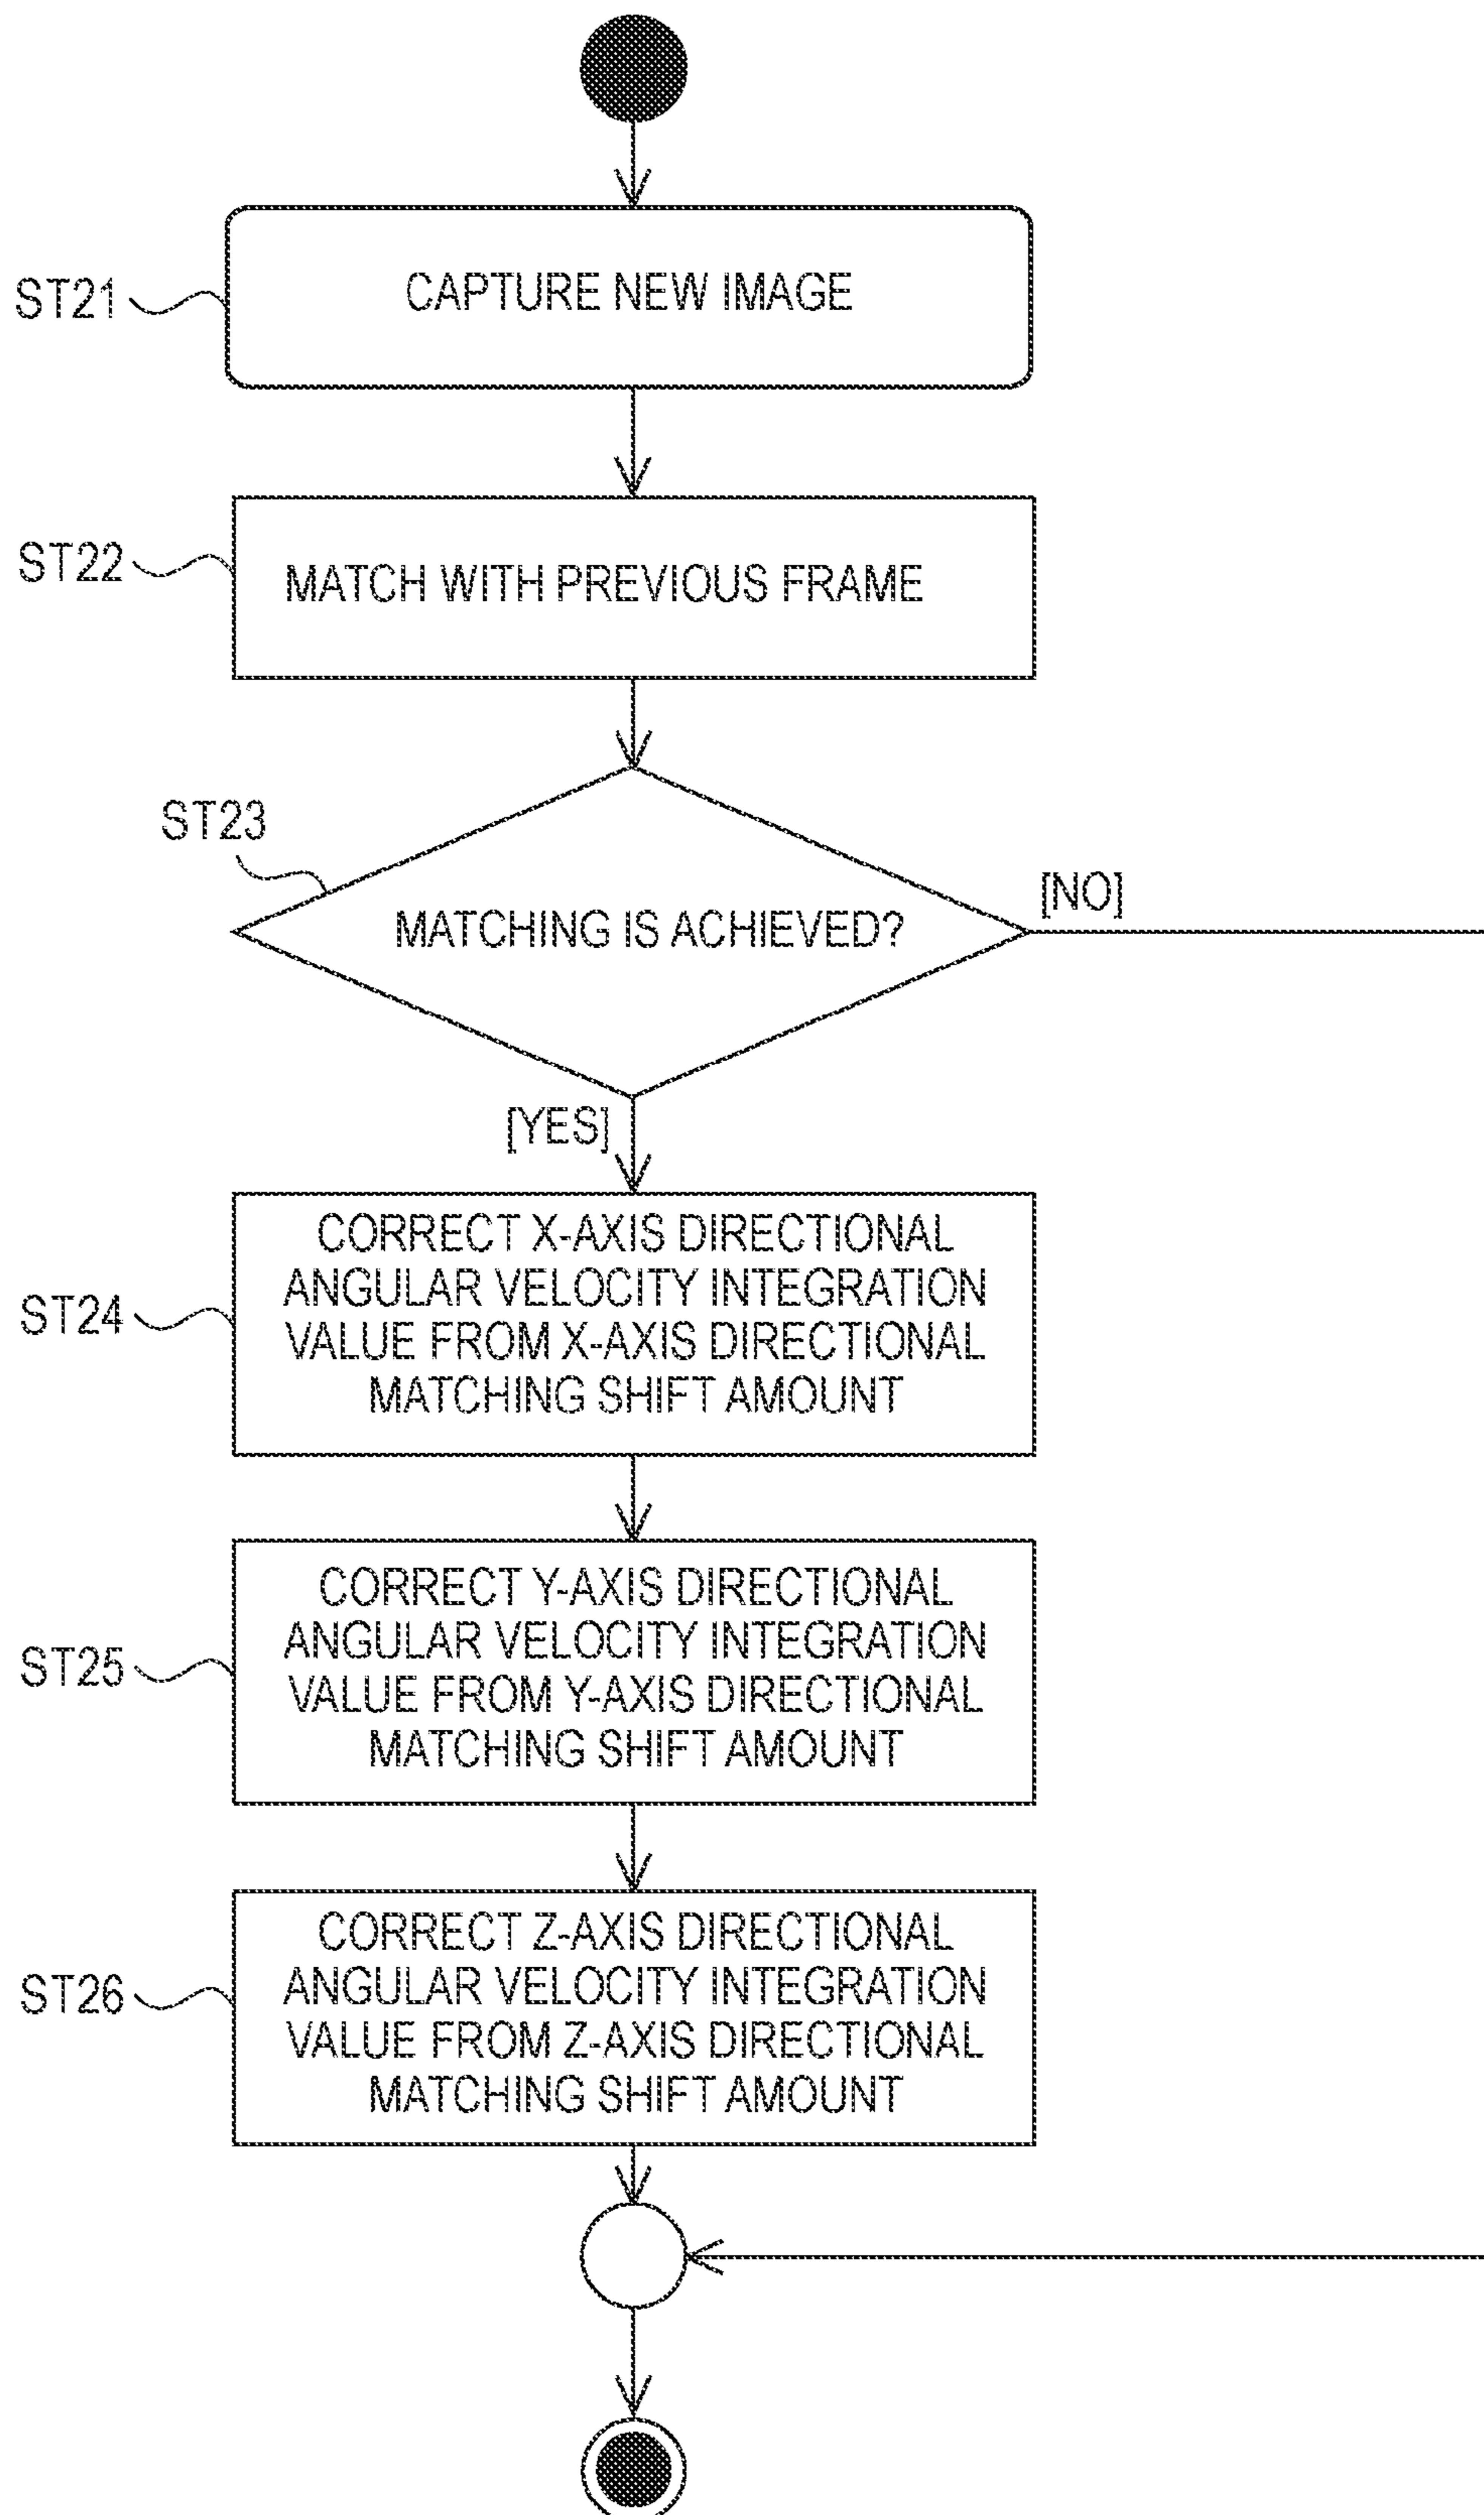 ST21
CAPTURE NEW IMAGE
ST22
MATCH WITH PREVIOUS FRAME
ST23
MATCHING IS ACHIEVED?
[NO]
[YES]
ST24
CORRECT X-AXIS DIRECTIONAL
ANGULAR VELOCITY INTEGRATION
VALUE FROM X-AXIS DIRECTIONAL
MATCHING SHIFT AMOUNT
ST25
CORRECT Y-AXIS DIRECTIONAL
ANGULAR VELOCITY INTEGRATION
VALUE FROM Y-AXIS DIRECTIONAL
MATCHING SHIFT AMOUNT
ST26
CORRECT Z-AXIS DIRECTIONAL
ANGULAR VELOCITY INTEGRATION
VALUE FROM Z-AXIS DIRECTIONAL
MATCHING SHIFT AMOUNT